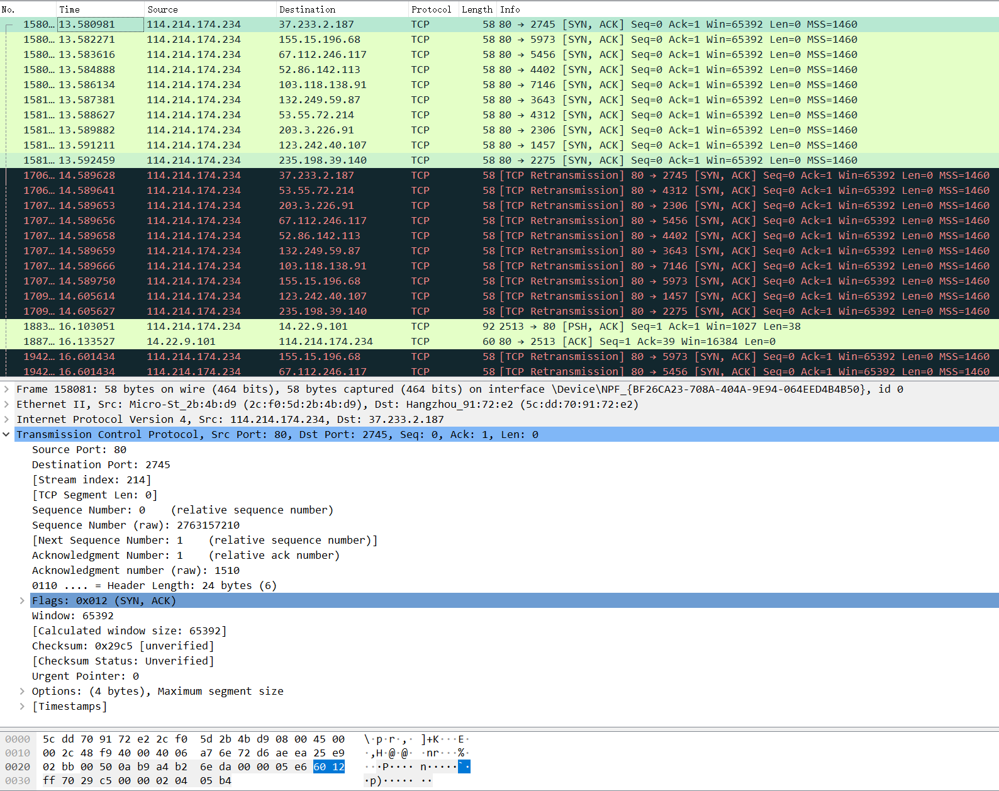 No. Time Source Destination Protocol Length Info
1580… 13.580981 114.214.174.234 37.233.2.187 TCP 58 80 → 2745 [SYN, ACK] Seq=0 Ack=1 Win=65392 Len=0 MSS=1460
1580… 13.582271 114.214.174.234 155.15.196.68 TCP 58 80 → 5973 [SYN, ACK] Seq=0 Ack=1 Win=65392 Len=0 MSS=1460
1580… 13.583616 114.214.174.234 67.112.246.117 TCP 58 80 → 5456 [SYN, ACK] Seq=0 Ack=1 Win=65392 Len=0 MSS=1460
1580… 13.584888 114.214.174.234 52.86.142.113 TCP 58 80 → 4402 [SYN, ACK] Seq=0 Ack=1 Win=65392 Len=0 MSS=1460
1580… 13.586134 114.214.174.234 103.118.138.91 TCP 58 80 → 7146 [SYN, ACK] Seq=0 Ack=1 Win=65392 Len=0 MSS=1460
1581… 13.587381 114.214.174.234 132.249.59.87 TCP 58 80 → 3643 [SYN, ACK] Seq=0 Ack=1 Win=65392 Len=0 MSS=1460
1581… 13.588627 114.214.174.234 53.55.72.214 TCP 58 80 → 4312 [SYN, ACK] Seq=0 Ack=1 Win=65392 Len=0 MSS=1460
1581… 13.589882 114.214.174.234 203.3.226.91 TCP 58 80 → 2306 [SYN, ACK] Seq=0 Ack=1 Win=65392 Len=0 MSS=1460
1581… 13.591211 114.214.174.234 123.242.40.107 TCP 58 80 → 1457 [SYN, ACK] Seq=0 Ack=1 Win=65392 Len=0 MSS=1460
1581… 13.592459 114.214.174.234 235.198.39.140 TCP 58 80 → 2275 [SYN, ACK] Seq=0 Ack=1 Win=65392 Len=0 MSS=1460
1706… 14.589628 114.214.174.234 37.233.2.187 TCP 58 [TCP Retransmission] 80 → 2745 [SYN, ACK] Seq=0 Ack=1 Win=65392 Len=0 MSS=1460
1706… 14.589641 114.214.174.234 53.55.72.214 TCP 58 [TCP Retransmission] 80 → 4312 [SYN, ACK] Seq=0 Ack=1 Win=65392 Len=0 MSS=1460
1707… 14.589653 114.214.174.234 203.3.226.91 TCP 58 [TCP Retransmission] 80 → 2306 [SYN, ACK] Seq=0 Ack=1 Win=65392 Len=0 MSS=1460
1707… 14.589656 114.214.174.234 67.112.246.117 TCP 58 [TCP Retransmission] 80 → 5456 [SYN, ACK] Seq=0 Ack=1 Win=65392 Len=0 MSS=1460
1707… 14.589658 114.214.174.234 52.86.142.113 TCP 58 [TCP Retransmission] 80 → 4402 [SYN, ACK] Seq=0 Ack=1 Win=65392 Len=0 MSS=1460
1707… 14.589659 114.214.174.234 132.249.59.87 TCP 58 [TCP Retransmission] 80 → 3643 [SYN, ACK] Seq=0 Ack=1 Win=65392 Len=0 MSS=1460
1707… 14.589666 114.214.174.234 103.118.138.91 TCP 58 [TCP Retransmission] 80 → 7146 [SYN, ACK] Seq=0 Ack=1 Win=65392 Len=0 MSS=1460
1707… 14.589750 114.214.174.234 155.15.196.68 TCP 58 [TCP Retransmission] 80 → 5973 [SYN, ACK] Seq=0 Ack=1 Win=65392 Len=0 MSS=1460
1709… 14.605614 114.214.174.234 123.242.40.107 TCP 58 [TCP Retransmission] 80 → 1457 [SYN, ACK] Seq=0 Ack=1 Win=65392 Len=0 MSS=1460
1709… 14.605627 114.214.174.234 235.198.39.140 TCP 58 [TCP Retransmission] 80 → 2275 [SYN, ACK] Seq=0 Ack=1 Win=65392 Len=0 MSS=1460
1883… 16.103051 114.214.174.234 14.22.9.101 TCP 92 2513 → 80 [PSH, ACK] Seq=1 Ack=1 Win=1027 Len=38
1887… 16.133527 14.22.9.101 114.214.174.234 TCP 60 80 → 2513 [ACK] Seq=1 Ack=39 Win=16384 Len=0
1942… 16.601434 114.214.174.234 155.15.196.68 TCP 58 [TCP Retransmission] 80 → 5973 [SYN, ACK] Seq=0 Ack=1 Win=65392 Len=0 MSS=1460
1942… 16.601434 114.214.174.234 67.112.246.117 TCP 58 [TCP Retransmission] 80 → 5456 [SYN, ACK] Seq=0 Ack=1 Win=65392 Len=0 MSS=1460
Frame 158081: 58 bytes on wire (464 bits), 58 bytes captured (464 bits) on interface \Device\NPF_{BF26CA23-708A-404A-9E94-064EED4B4B50}, id 0
Ethernet II, Src: Micro-St_2b:4b:d9 (2c:f0:5d:2b:4b:d9), Dst: Hangzhou_91:72:e2 (5c:dd:70:91:72:e2)
Internet Protocol Version 4, Src: 114.214.174.234, Dst: 37.233.2.187
Transmission Control Protocol, Src Port: 80, Dst Port: 2745, Seq: 0, Ack: 1, Len: 0
Source Port: 80
Destination Port: 2745
[Stream index: 214]
[TCP Segment Len: 0]
Sequence Number: 0 (relative sequence number)
Sequence Number (raw): 2763157210
[Next Sequence Number: 1 (relative sequence number)]
Acknowledgment Number: 1 (relative ack number)
Acknowledgment number (raw): 1510
0110 .... = Header Length: 24 bytes (6)
Flags: 0x012 (SYN, ACK)
Window: 65392
[Calculated window size: 65392]
Checksum: 0x29c5 [unverified]
[Checksum Status: Unverified]
Urgent Pointer: 0
Options: (4 bytes), Maximum segment size
[Timestamps]
0000 5c dd 70 91 72 e2 2c f0 5d 2b 4b d9 08 00 45 00 \·p·r·,· ]+K···E·
0010 00 2c 48 f9 40 00 40 06 a7 6e 72 d6 ae ea 25 e9 ·,H·@·@· ·nr···%·
0020 02 bb 00 50 0a b9 a4 b2 6e da 00 00 05 e6 60 12 ···P···· n·····`·
0030 ff 70 29 c5 00 00 02 04 05 b4 ·p)····· ··